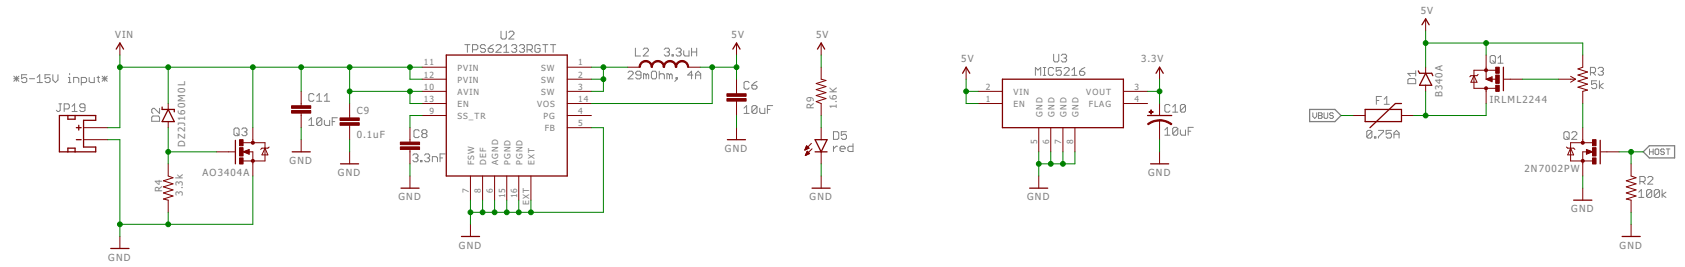 VIN
*5-15V input*
JP19
+
-
D2
DZ2J160M0L
R4
3.3k
Q3
AO3404A
GND
C11
10uF
GND
C9
0.1uF
GND
C8
3.3nF
GND
U2
TPS62133RGTT
11 PVIN SW 1
12 PVIN SW 2
10 AVIN SW 3
13 EN VOS 14
9 SS_TR PG 4
FB 5
FSW DEF AGND PGND PGND EXT
7 8 6 15 16 EXT
GND
L2 3.3uH
29mOhm, 4A
5V
C6
10uF
GND
5V
R9
1.6K
D5
red
GND
5V
U3
MIC5216
2 VIN VOUT 3
1 EN FLAG 4
GND GND GND GND
5 6 7 8
GND
3.3V
+
C10
10uF
GND
5V
D1
B340A
Q1
IRLML2244
R3
5k
VBUS
F1
0.75A
Q2
2N7002PW
GND
HOST
R2
100k
GND